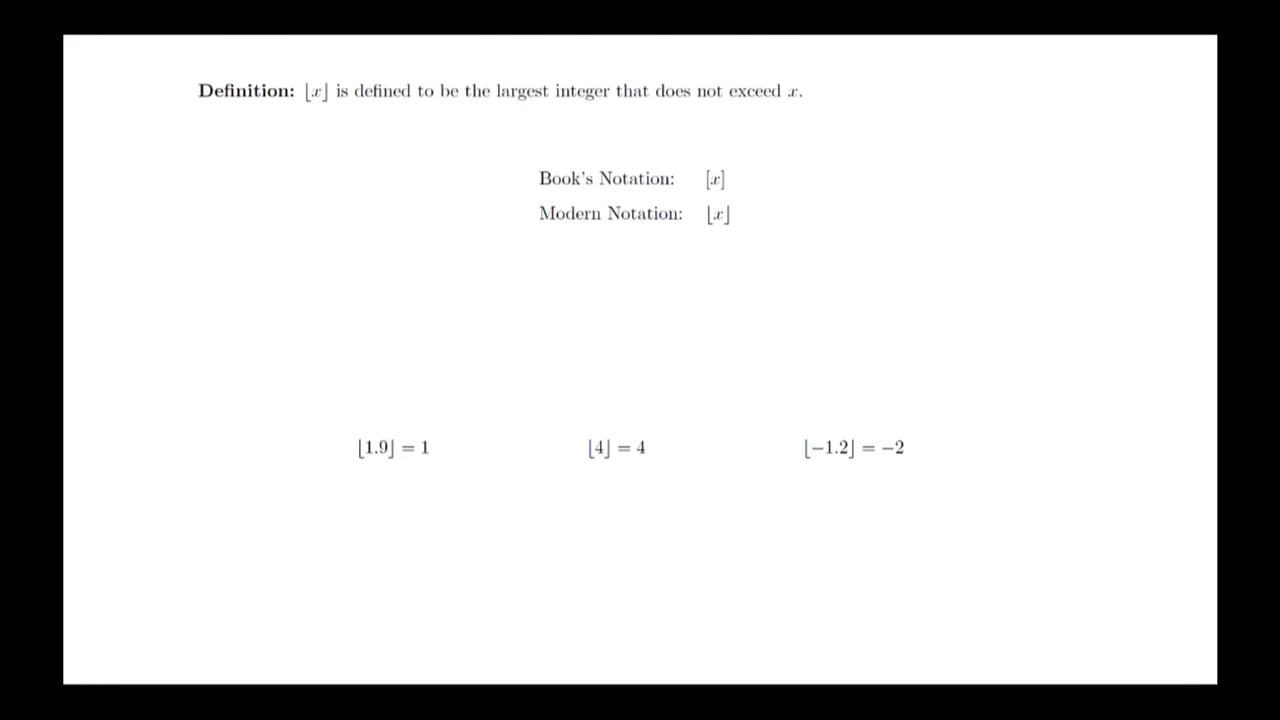 Definition: ⌊x⌋ is defined to be the largest integer that does not exceed x.
Book's Notation: [x]
Modern Notation: ⌊x⌋
⌊1.9⌋ = 1 ⌊4⌋ = 4 ⌊−1.2⌋ = −2